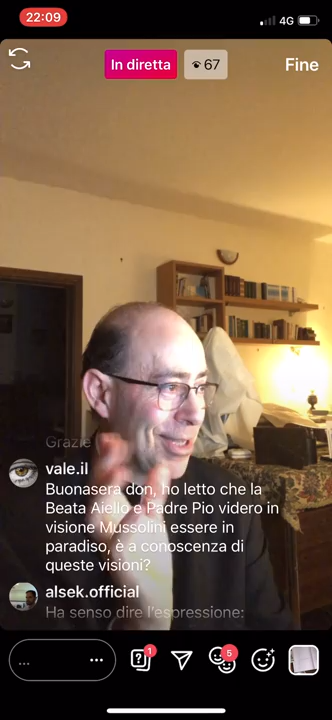 22:09
4G
In diretta
67
Fine
Grazie
vale.il
Buonasera don, ho letto che la
Beata Aiello e Padre Pio videro in
visione Mussolini essere in
paradiso, è a conoscenza di
queste visioni?
alsek.official
Ha senso dire l'espressione:
...
1
5